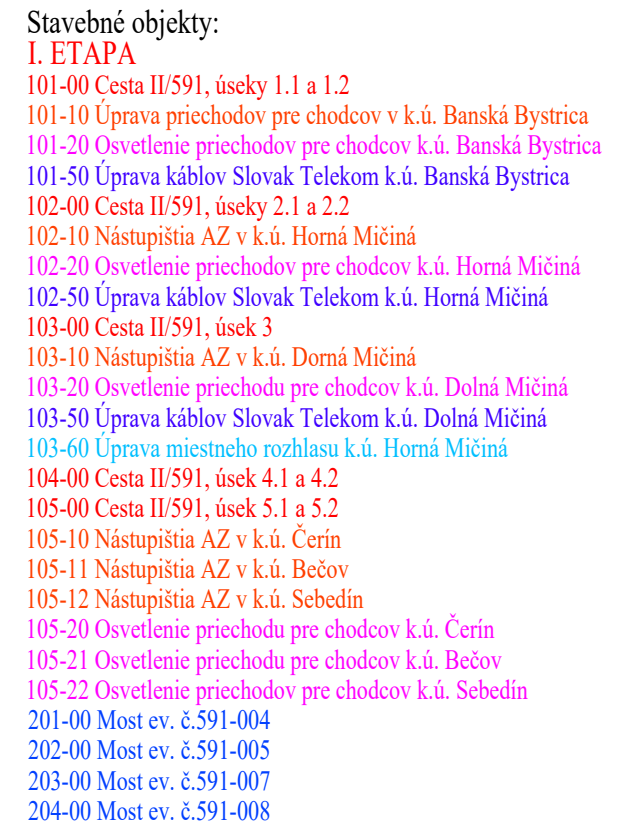 Stavebné objekty:
I. ETAPA
101-00 Cesta II/591, úseky 1.1 a 1.2
101-10 Úprava priechodov pre chodcov v k.ú. Banská Bystrica
101-20 Osvetlenie priechodov pre chodcov k.ú. Banská Bystrica
101-50 Úprava káblov Slovak Telekom k.ú. Banská Bystrica
102-00 Cesta II/591, úseky 2.1 a 2.2
102-10 Nástupištia AZ v k.ú. Horná Mičiná
102-20 Osvetlenie priechodov pre chodcov k.ú. Horná Mičiná
102-50 Úprava káblov Slovak Telekom k.ú. Horná Mičiná
103-00 Cesta II/591, úsek 3
103-10 Nástupištia AZ v k.ú. Dorná Mičiná
103-20 Osvetlenie priechodu pre chodcov k.ú. Dolná Mičiná
103-50 Úprava káblov Slovak Telekom k.ú. Dolná Mičiná
103-60 Úprava miestneho rozhlasu k.ú. Horná Mičiná
104-00 Cesta II/591, úsek 4.1 a 4.2
105-00 Cesta II/591, úsek 5.1 a 5.2
105-10 Nástupištia AZ v k.ú. Čerín
105-11 Nástupištia AZ v k.ú. Bečov
105-12 Nástupištia AZ v k.ú. Sebedín
105-20 Osvetlenie priechodu pre chodcov k.ú. Čerín
105-21 Osvetlenie priechodu pre chodcov k.ú. Bečov
105-22 Osvetlenie priechodov pre chodcov k.ú. Sebedín
201-00 Most ev. č.591-004
202-00 Most ev. č.591-005
203-00 Most ev. č.591-007
204-00 Most ev. č.591-008